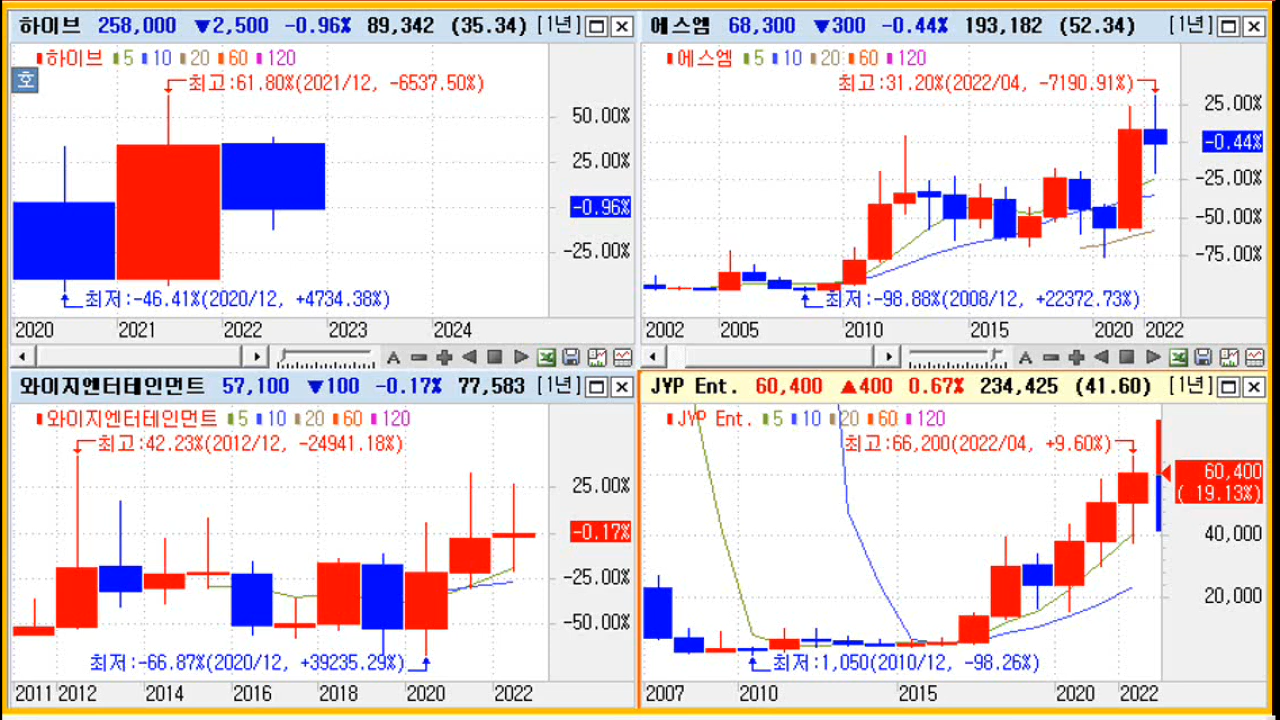 하이브 258,000 ▼2,500 -0.96% 89,342 (35.34) [1년]
하이브 5 10 20 60 120
호
최고:61.80%(2021/12, -6537.50%)
50.00%
25.00%
-0.96%
-25.00%
최저:-46.41%(2020/12, +4734.38%)
2020 2021 2022 2023 2024
A
에스엠 68,300 ▼300 -0.44% 193,182 (52.34) [1년]
에스엠 5 10 20 60 120
최고:31.20%(2022/04, -7190.91%)
25.00%
-0.44%
-25.00%
-50.00%
-75.00%
최저:-98.88%(2008/12, +22372.73%)
2002 2005 2010 2015 2020 2022
A
와이지엔터테인먼트 57,100 ▼100 -0.17% 77,583 [1년]
와이지엔터테인먼트 5 10 20 60 120
최고:42.23%(2012/12, -24941.18%)
25.00%
-0.17%
-25.00%
-50.00%
최저:-66.87%(2020/12, +39235.29%)
2011 2012 2014 2016 2018 2020 2022
JYP Ent. 60,400 ▲400 0.67% 234,425 (41.60) [1년]
JYP Ent. 5 10 20 60 120
최고:66,200(2022/04, +9.60%)
60,400
( 19.13%)
40,000
20,000
최저:1,050(2010/12, -98.26%)
2007 2010 2015 2020 2022